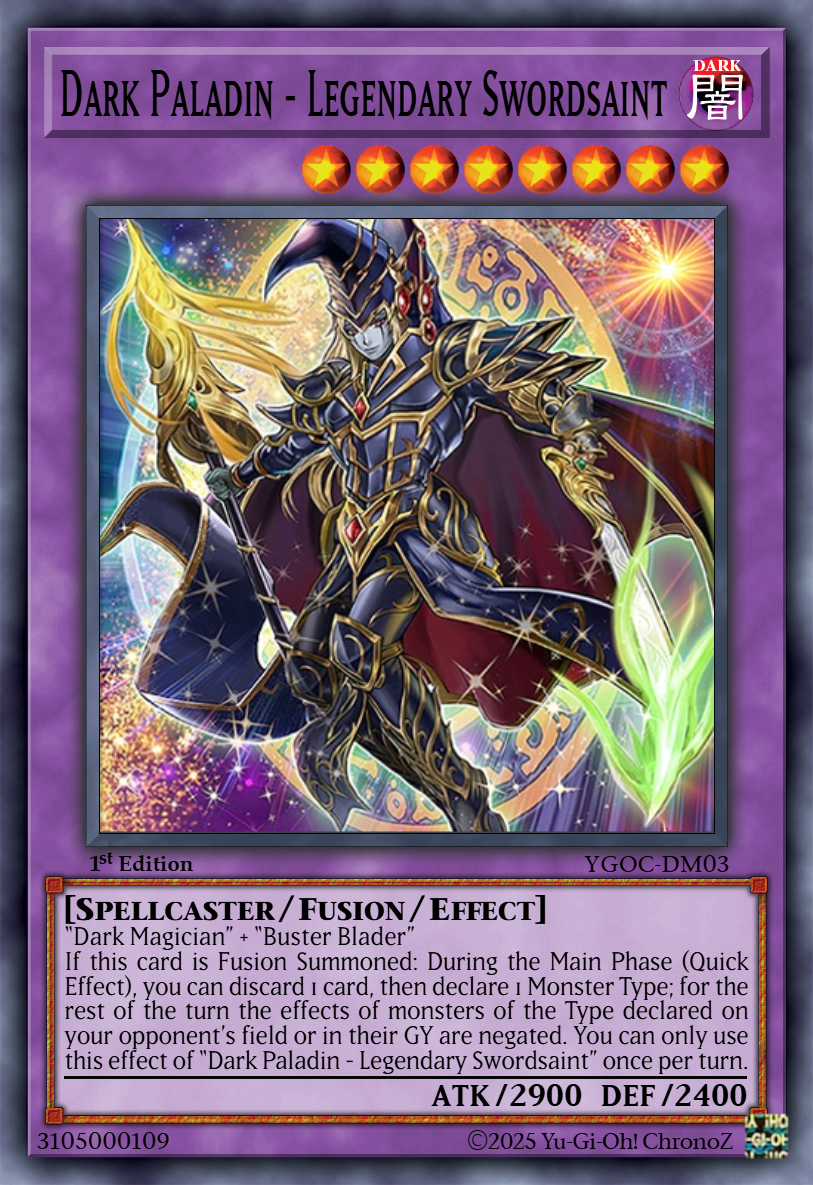 Dark Paladin - Legendary Swordsaint
DARK
闇
1st Edition
YGOC-DM03
[Spellcaster/Fusion/Effect]
"Dark Magician" + "Buster Blader"
If this card is Fusion Summoned: During the Main Phase (Quick
Effect), you can discard 1 card, then declare 1 Monster Type; for the
rest of the turn the effects of monsters of the Type declared on
your opponent's field or in their GY are negated. You can only use
this effect of "Dark Paladin - Legendary Swordsaint" once per turn.
ATK/2900 DEF/2400
3105000109
©2025 Yu-Gi-Oh! ChronoZ